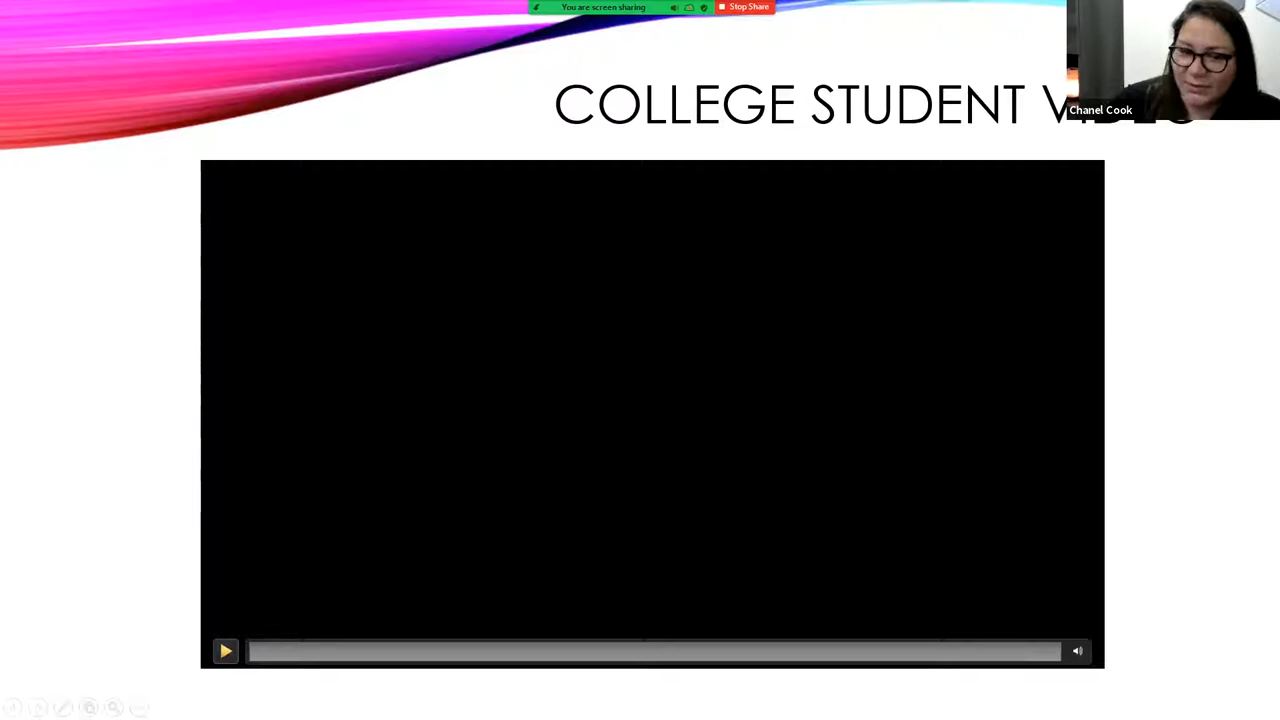 You are screen sharing
Stop Share
COLLEGE STUDENT
Chanel Cook